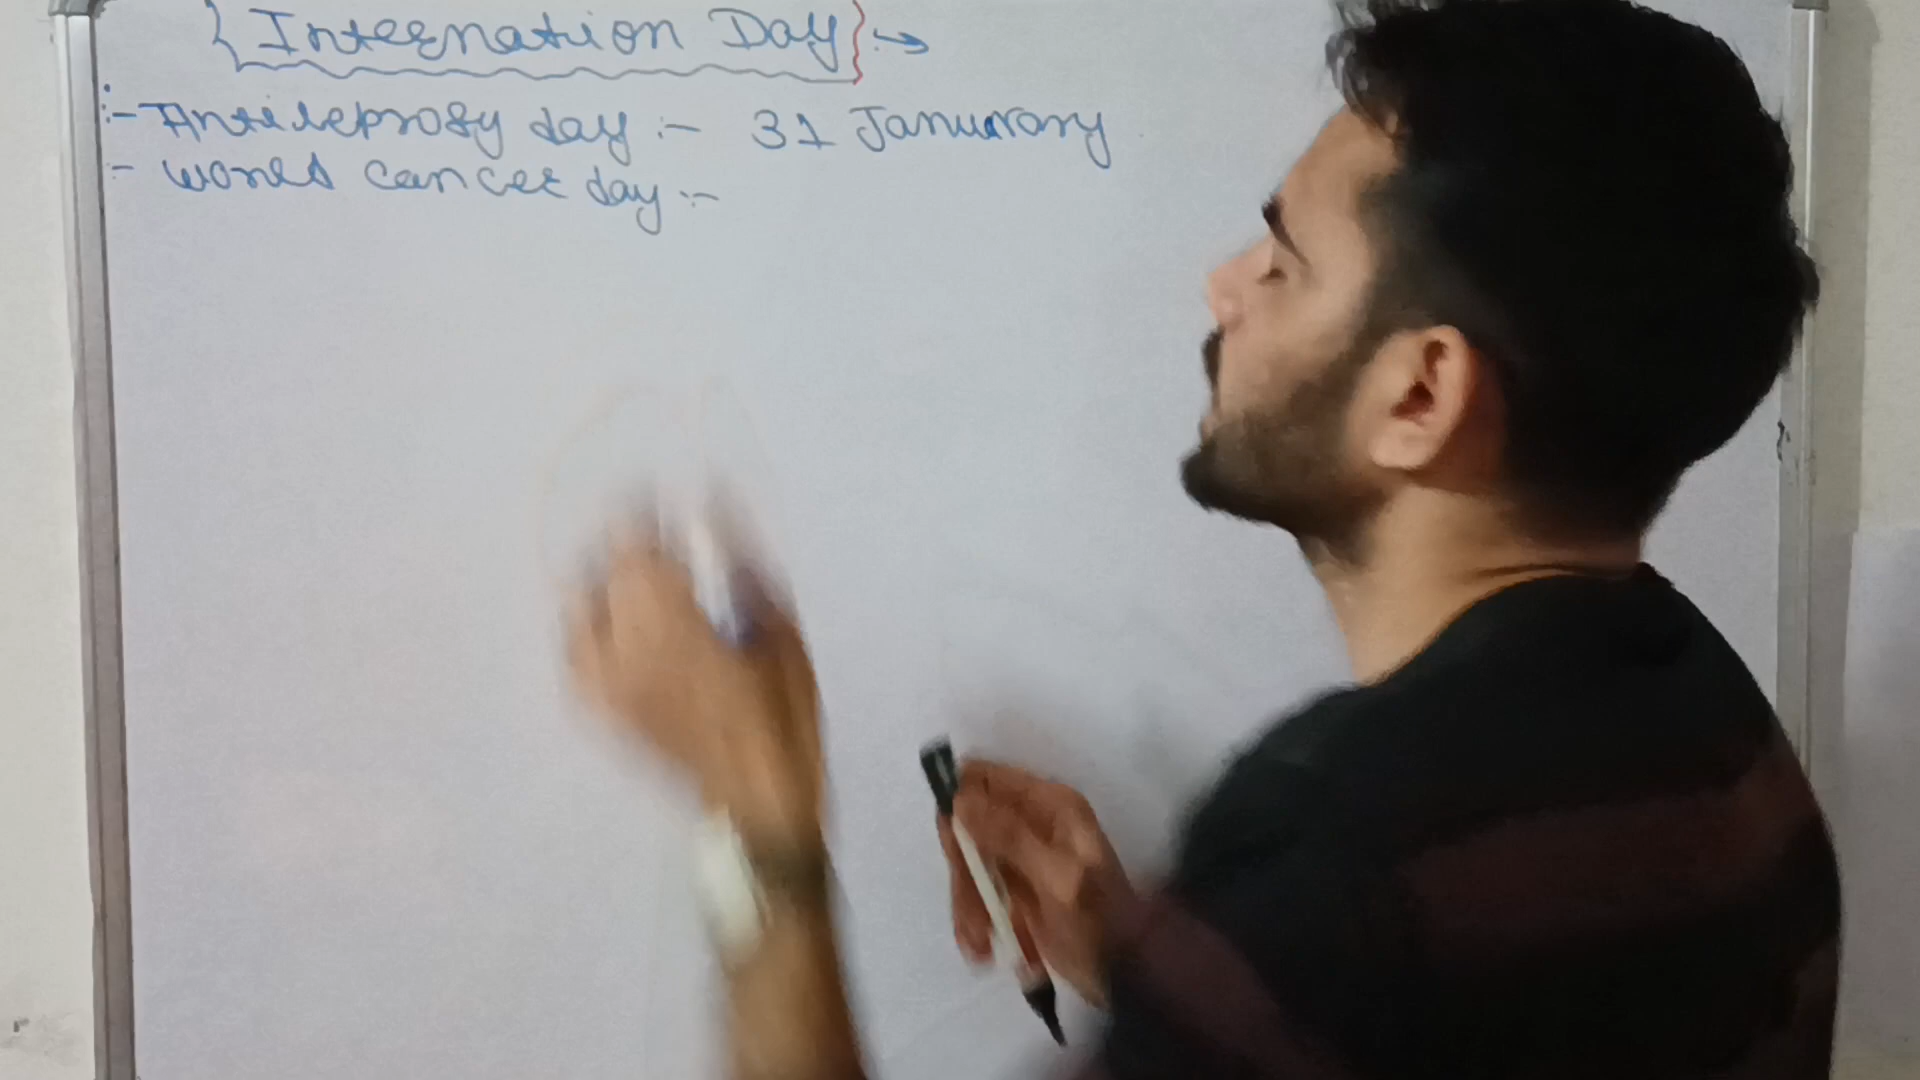 {Internation Day} →
:- Antileprosy day :- 31 Janurary
:- World cancer day :-